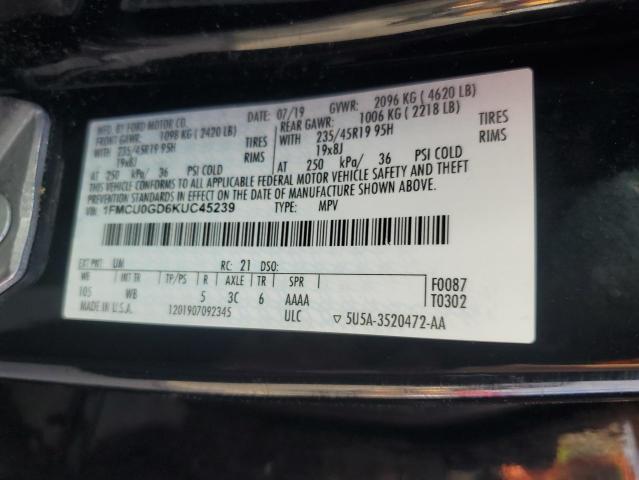 MFD. BY FORD MOTOR CO. DATE: 07/19 GVWR: 2096 KG ( 4620 LB)
FRONT GAWR: 1098 KG ( 2420 LB) REAR GAWR: 1006 KG ( 2218 LB)
WITH 235/45R19 95H TIRES WITH 235/45R19 95H TIRES
19x8J RIMS 19x8J RIMS
AT 250 kPa/ 36 PSI COLD AT 250 kPa/ 36 PSI COLD
THIS VEHICLE CONFORMS TO ALL APPLICABLE FEDERAL MOTOR VEHICLE SAFETY AND THEFT
PREVENTION STANDARDS IN EFFECT ON THE DATE OF MANUFACTURE SHOWN ABOVE.
VIN: 1FMCU0GD6KUC45239 TYPE: MPV
EXT PNT: UM RC: 21 DSO:
WB INT TR TP/PS R AXLE TR SPR F0087
105 WB 5 3C 6 AAAA T0302
MADE IN U.S.A. 1201907092345 ULC ▽ 5U5A-3520472-AA